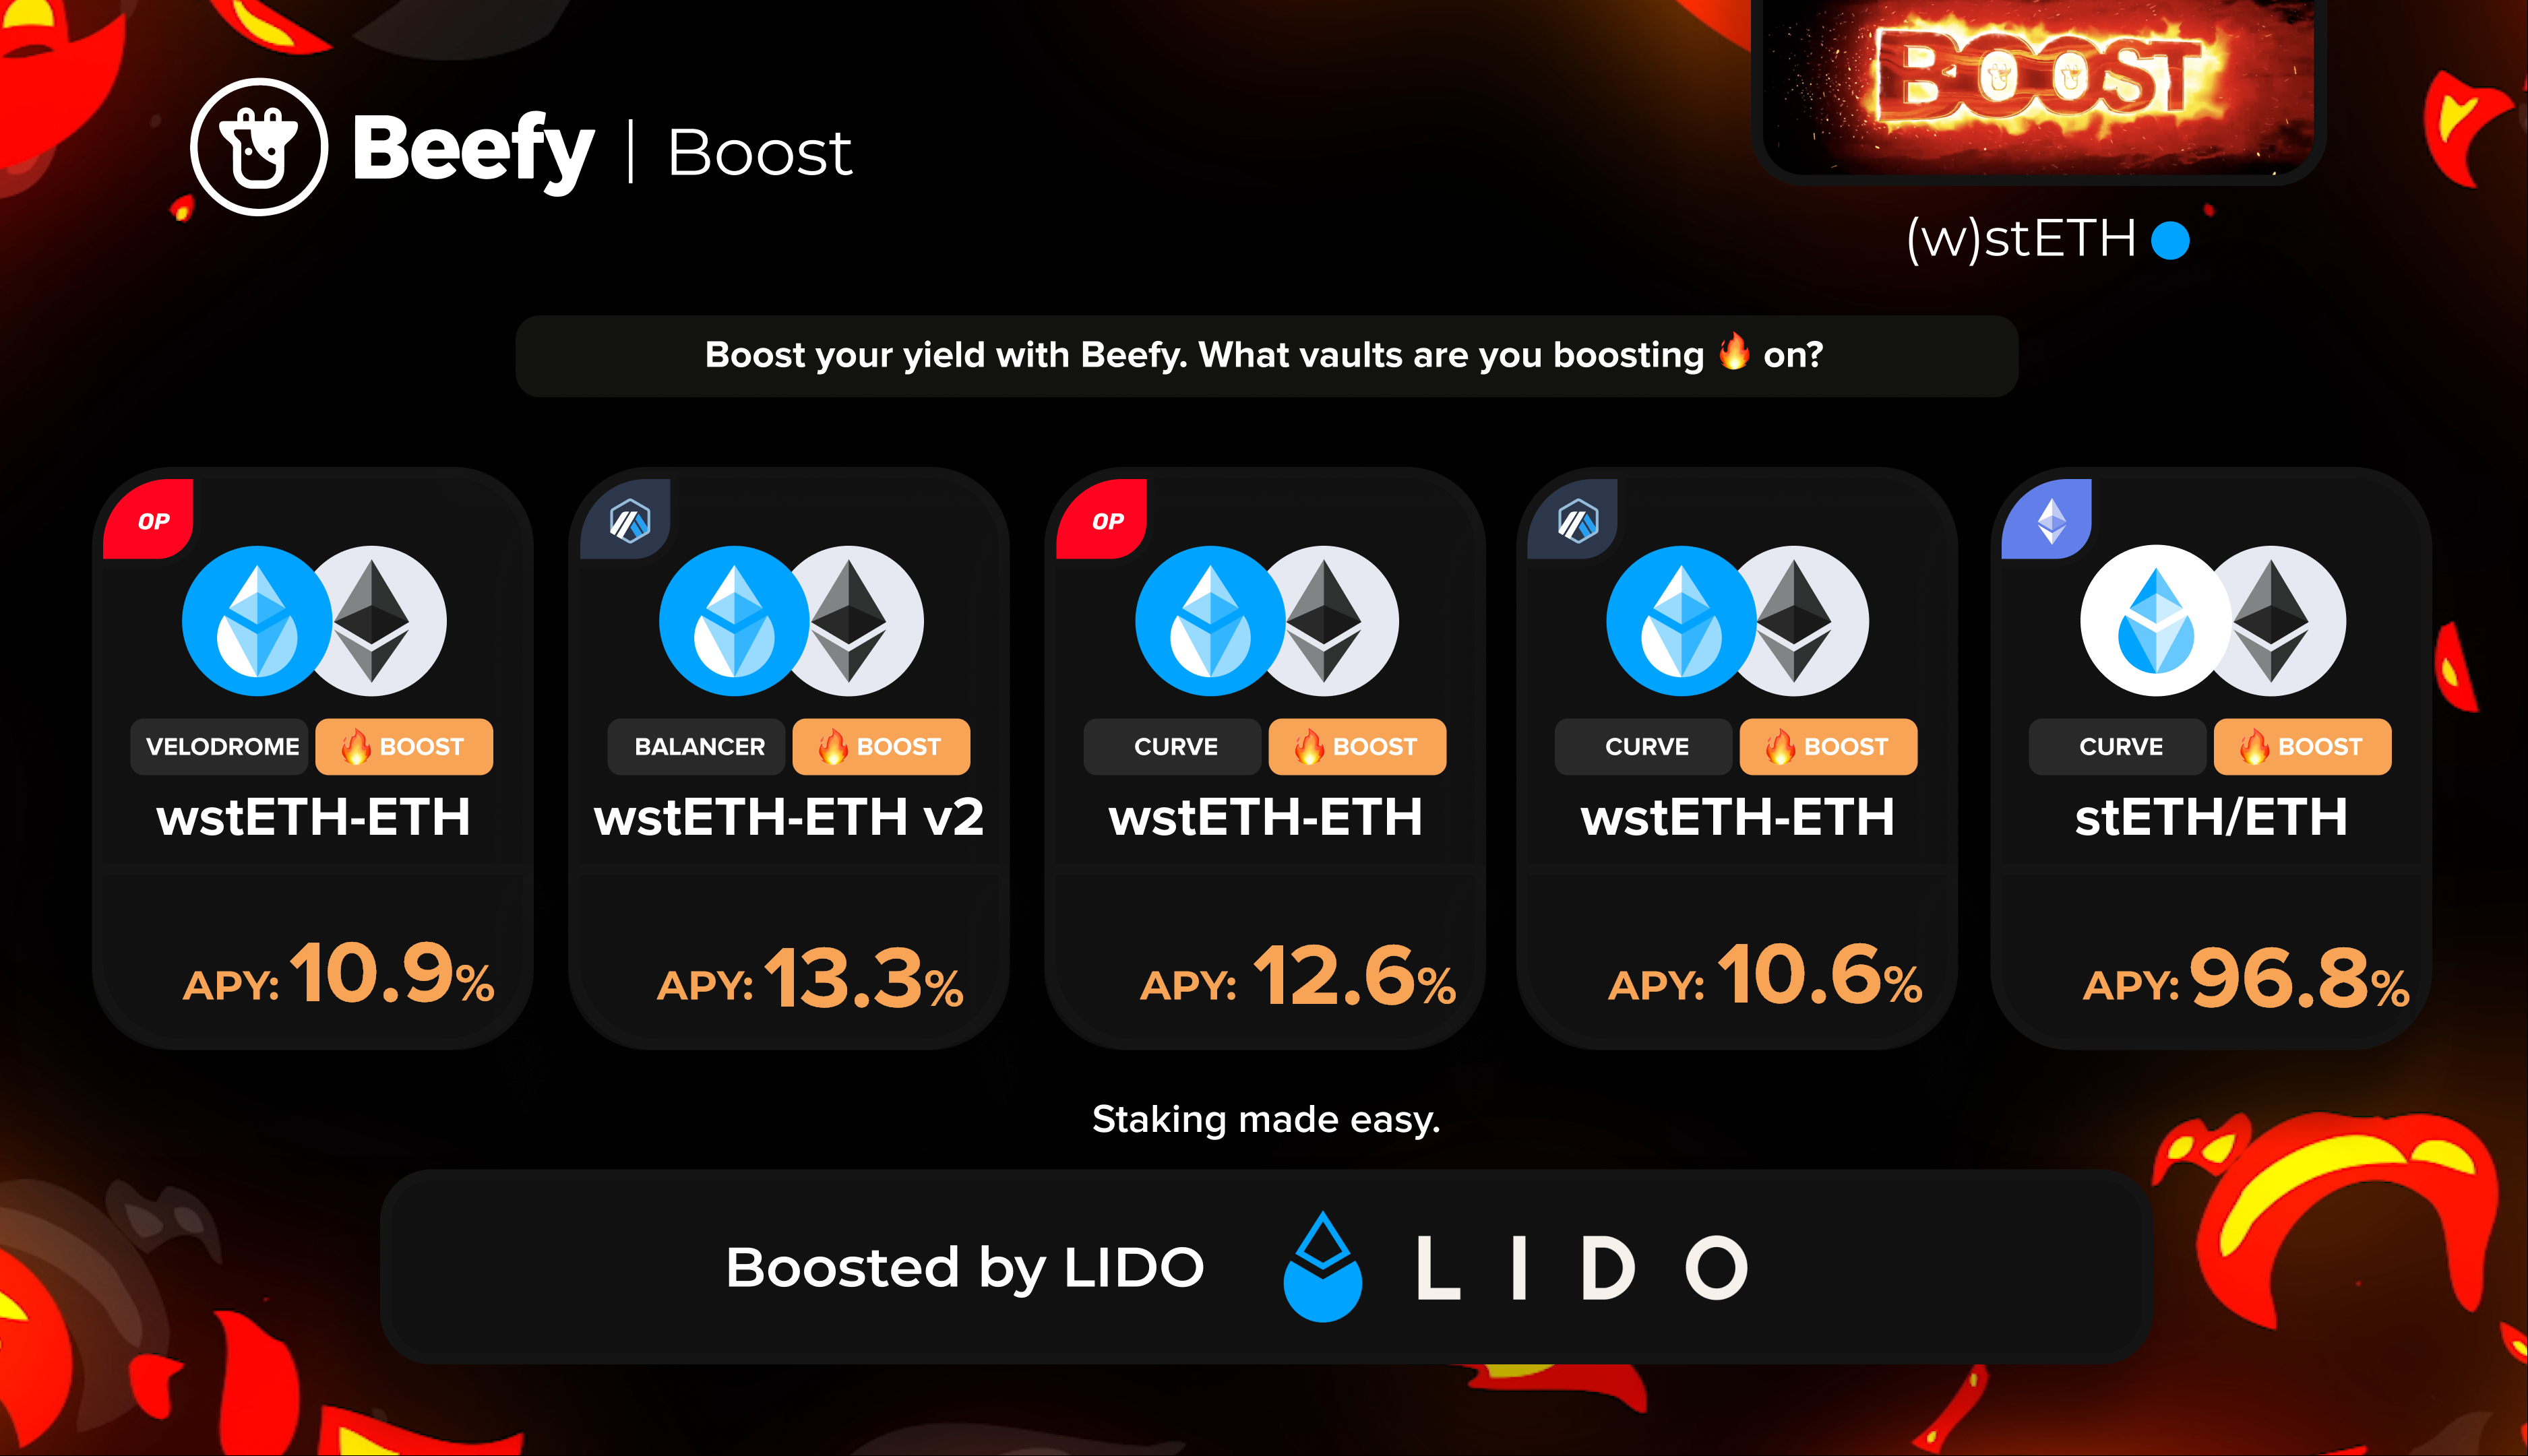 Beefy | Boost
BOOST
(w)stETH
Boost your yield with Beefy. What vaults are you boosting 🔥 on?
OP
VELODROME
🔥 BOOST
wstETH-ETH
APY: 10.9%
BALANCER
🔥 BOOST
wstETH-ETH v2
APY: 13.3%
OP
CURVE
🔥 BOOST
wstETH-ETH
APY: 12.6%
CURVE
🔥 BOOST
wstETH-ETH
APY: 10.6%
CURVE
🔥 BOOST
stETH/ETH
APY: 96.8%
Staking made easy.
Boosted by LIDO
LIDO